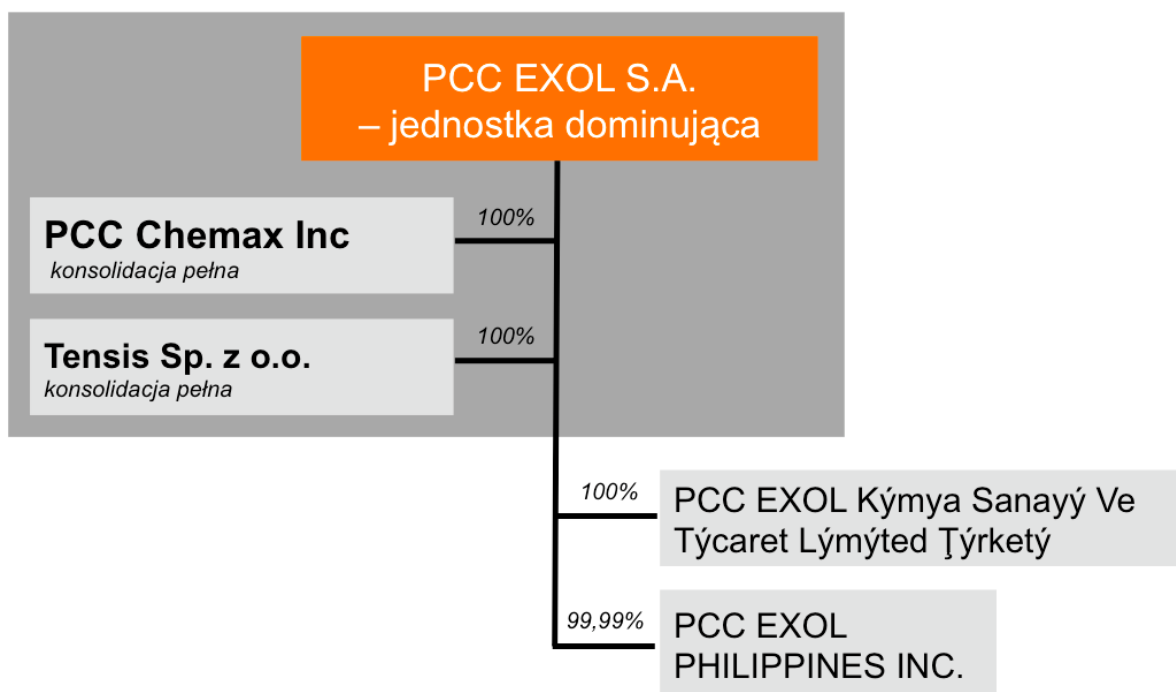 PCC EXOL S.A.
– jednostka dominująca
100%
PCC Chemax Inc
konsolidacja pełna
100%
Tensis Sp. z o.o.
konsolidacja pełna
100%
PCC EXOL Kýmya Sanayý Ve
Týcaret Lýmýted Ţýrketý
99,99%
PCC EXOL
PHILIPPINES INC.